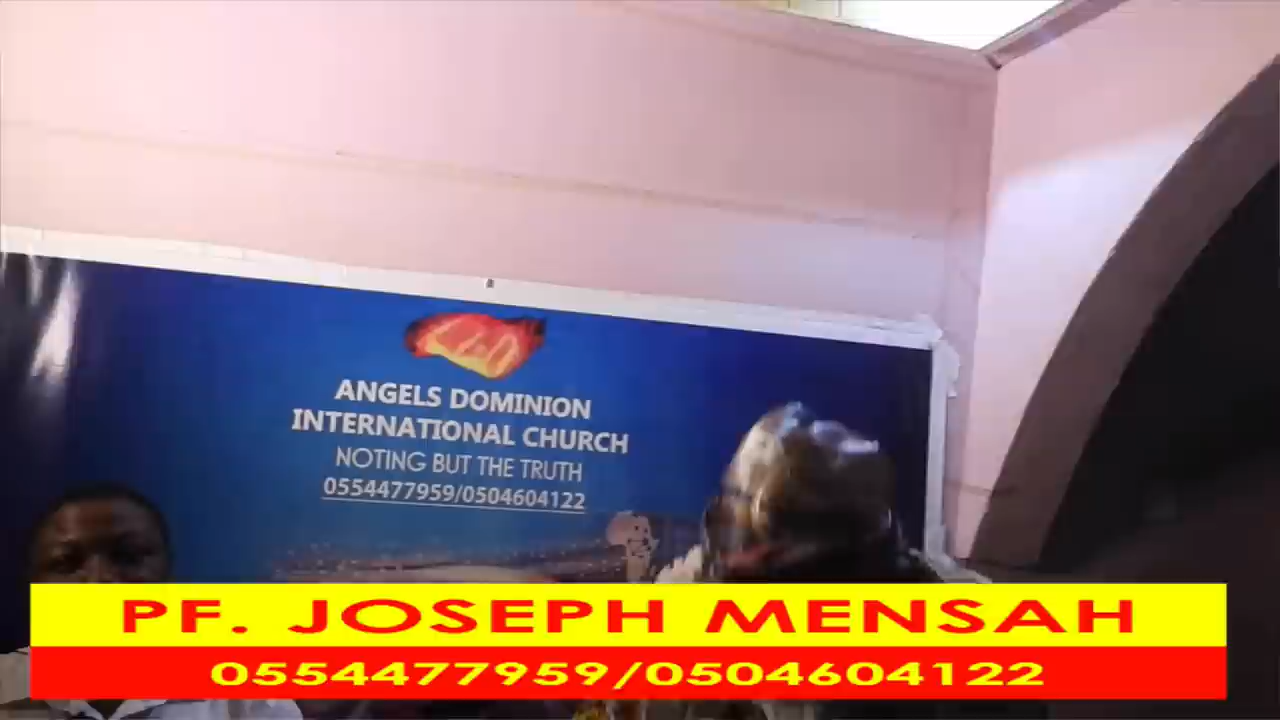 ANGELS DOMINION
INTERNATIONAL CHURCH
NOTING BUT THE TRUTH
0554477959/0504604122
PF. JOSEPH MENSAH
0554477959/0504604122